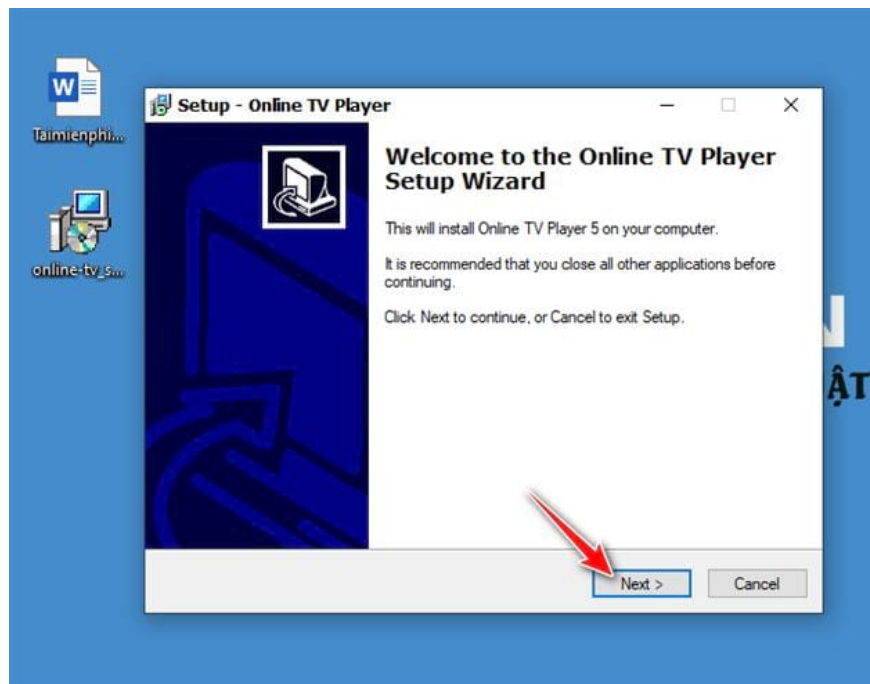 Taimienphi...
online-tv_s...
Setup - Online TV Player
Welcome to the Online TV Player
Setup Wizard
This will install Online TV Player 5 on your computer.
It is recommended that you close all other applications before
continuing.
Click Next to continue, or Cancel to exit Setup.
N
ẬT
Next >
Cancel